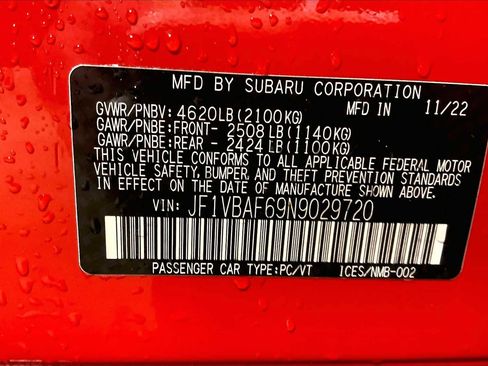 MFD BY SUBARU CORPORATION
MFD IN 11/22
GVWR/PNBV: 4620LB(2100KG)
GAWR/PNBE:FRONT- 2508LB(1140KG)
GAWR/PNBE:REAR - 2424LB(1100KG)
THIS VEHICLE CONFORMS TO ALL APPLICABLE FEDERAL MOTOR
VEHICLE SAFETY, BUMPER, AND THEFT PREVENTION STANDARDS
IN EFFECT ON THE DATE OF MANUFACTURE SHOWN ABOVE.
VIN: JF1VBAF69N9029720
PASSENGER CAR TYPE:PC/VT 1CES/NMB-002